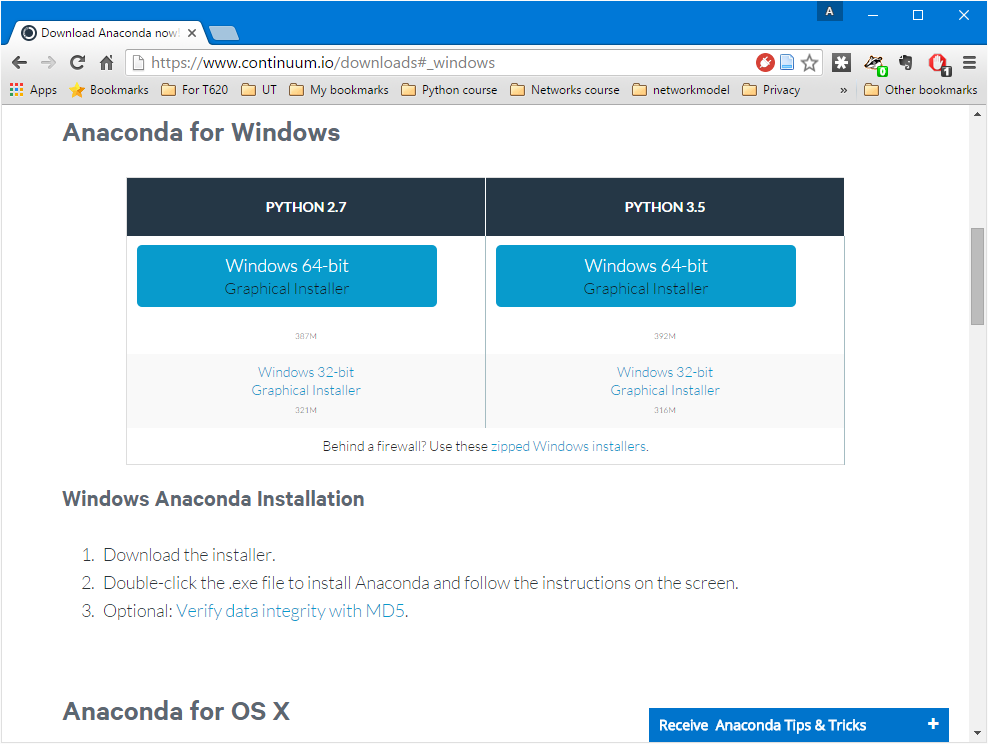 A
Download Anaconda now!
https://www.continuum.io/downloads#_windows
0
1
Apps Bookmarks For T620 UT My bookmarks Python course Networks course networkmodel Privacy » Other bookmarks
Anaconda for Windows
PYTHON 2.7 PYTHON 3.5
Windows 64-bit Windows 64-bit
Graphical Installer Graphical Installer
387M 392M
Windows 32-bit Windows 32-bit
Graphical Installer Graphical Installer
321M 316M
Behind a firewall? Use these zipped Windows installers.
Windows Anaconda Installation
1. Download the installer.
2. Double-click the .exe file to install Anaconda and follow the instructions on the screen.
3. Optional: Verify data integrity with MD5.
Anaconda for OS X
Receive Anaconda Tips & Tricks +